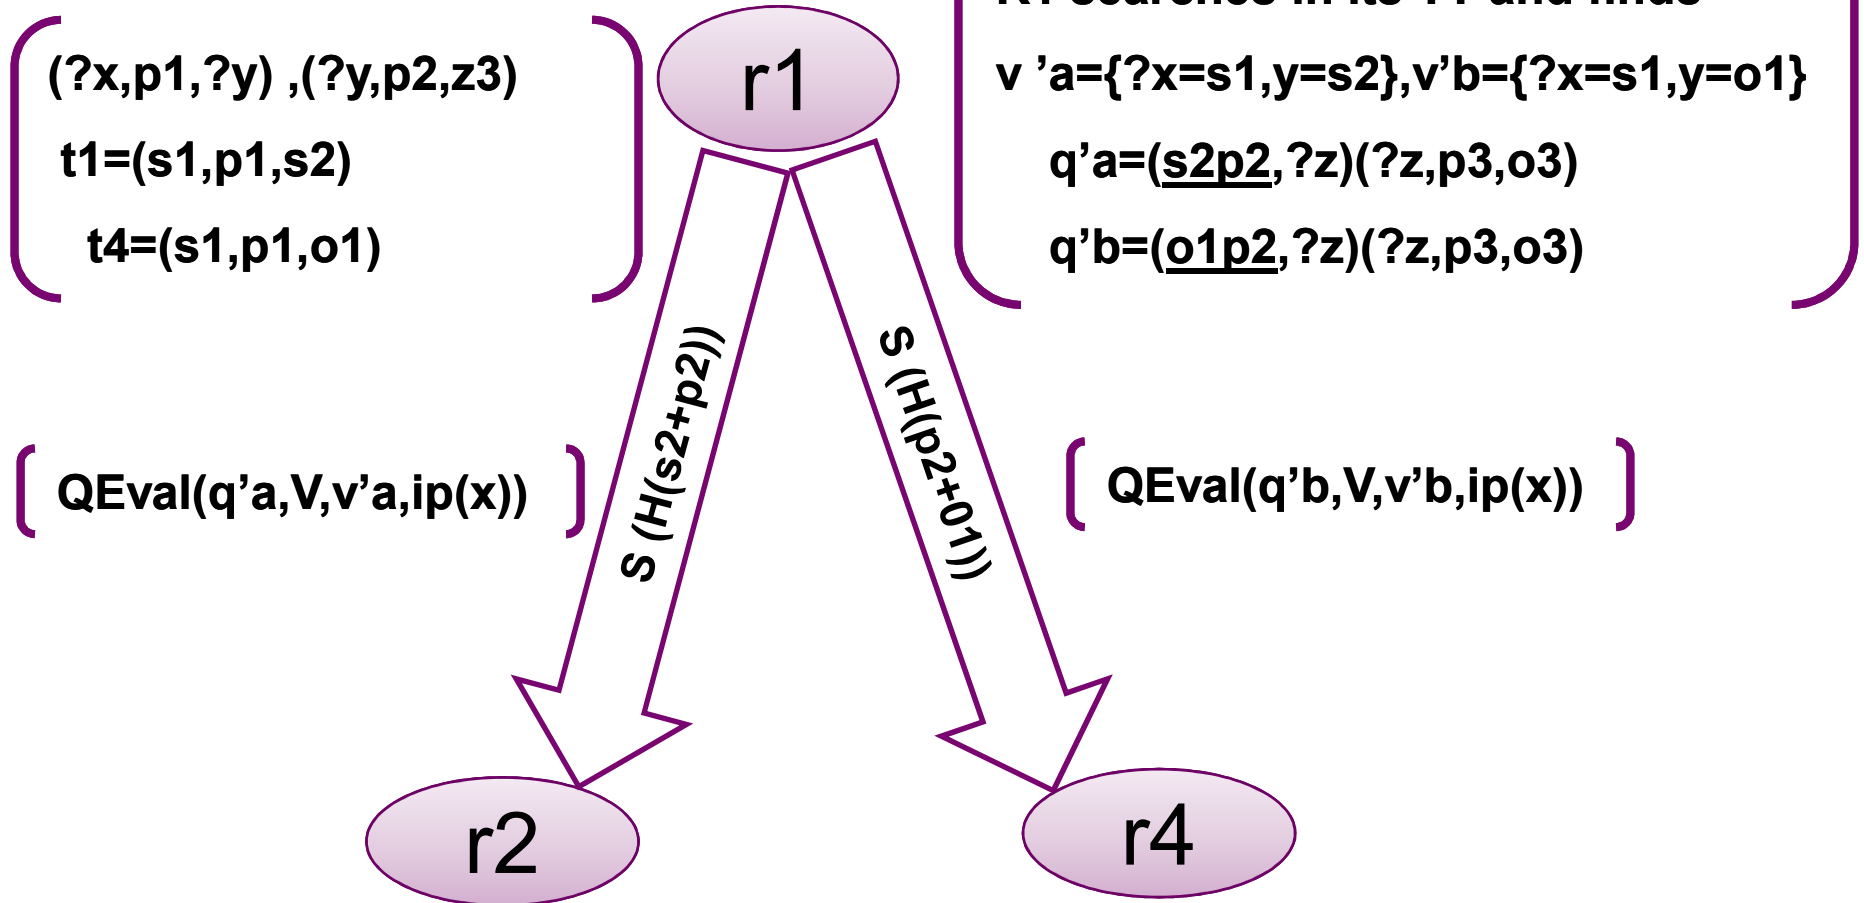 (?x,p1,?y) ,(?y,p2,z3)
t1=(s1,p1,s2)
t4=(s1,p1,o1)
r1
v ’a={?x=s1,y=s2},v’b={?x=s1,y=o1}
q’a=(s2p2,?z)(?z,p3,o3)
q’b=(o1p2,?z)(?z,p3,o3)
S (H(s2+p2))
S (H(p2+01))
QEval(q’a,V,v’a,ip(x))
QEval(q’b,V,v’b,ip(x))
r2
r4